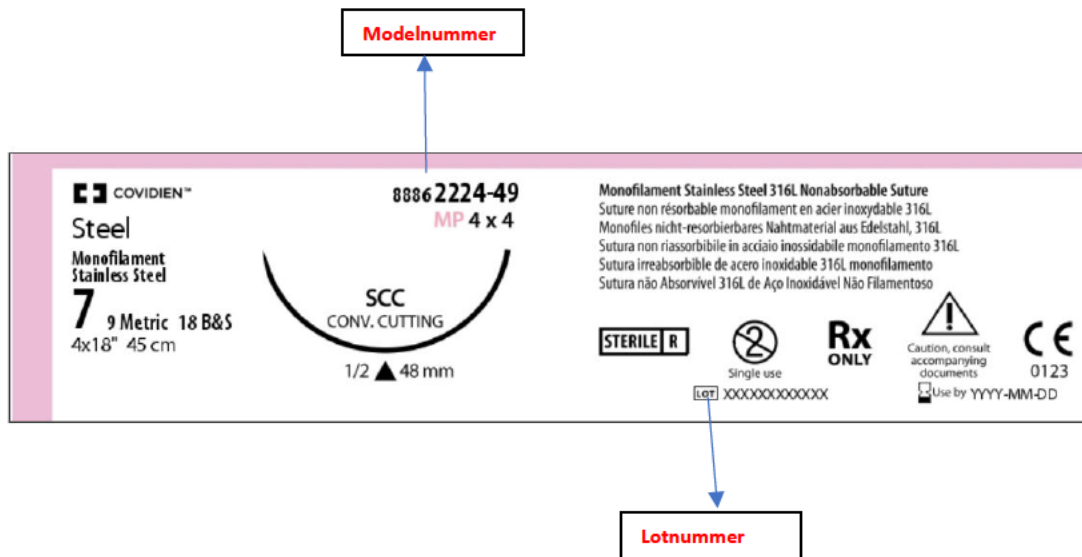 Modelnummer
COVIDIEN™
8886 2224-49
MP 4 x 4
Steel
Monofilament
Stainless Steel
7 9 Metric 18 B&S
4x18" 45 cm
SCC
CONV. CUTTING
1/2 ▲ 48 mm
Monofilament Stainless Steel 316L Nonabsorbable Suture
Suture non résorbable monofilament en acier inoxydable 316L
Monofiles nicht-resorbierbares Nahtmaterial aus Edelstahl, 316L
Sutura non riassorbibile in acciaio inossidabile monofilamento 316L
Sutura irreabsorbible de acero inoxidable 316L monofilamento
Sutura não Absorvível 316L de Aço Inoxidável Não Filamentoso
STERILE R
2
Single use
Rx
ONLY
Caution, consult
accompanying
documents
CE
0123
LOT XXXXXXXXXXXX
Use by YYYY-MM-DD
Lotnummer